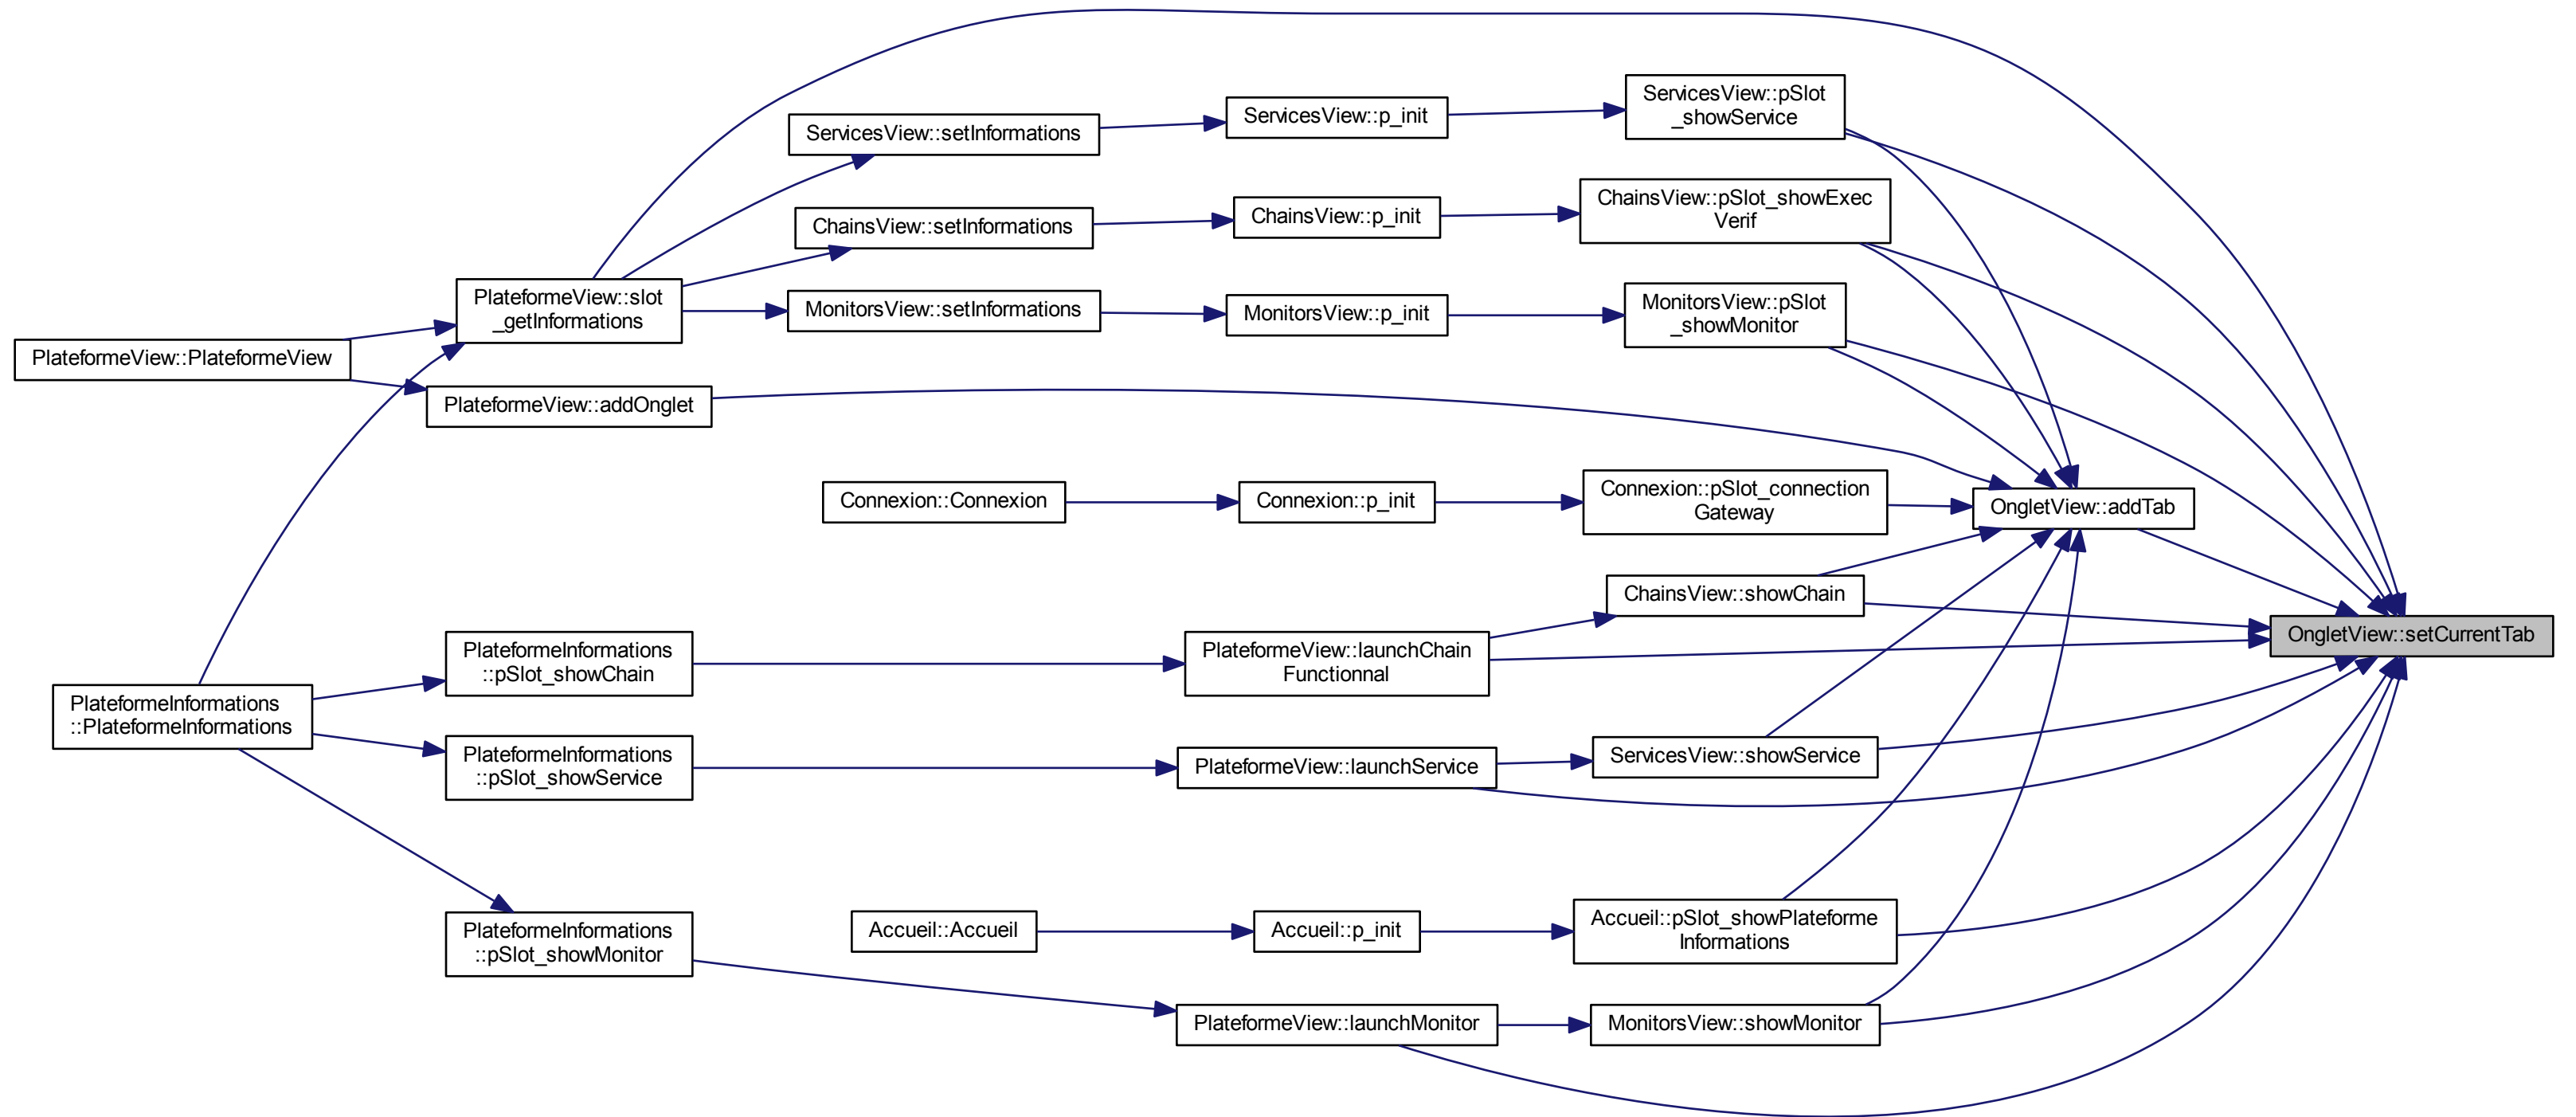 ServicesView::pSlot
_showService
ServicesView::p_init
ServicesView::setInformations
ChainsView::pSlot_showExec
Verif
ChainsView::p_init
ChainsView::setInformations
PlateformeView::slot
_getInformations
MonitorsView::setInformations
MonitorsView::p_init
MonitorsView::pSlot
_showMonitor
PlateformeView::PlateformeView
PlateformeView::addOnglet
Connexion::Connexion
Connexion::p_init
Connexion::pSlot_connection
Gateway
OngletView::addTab
ChainsView::showChain
OngletView::setCurrentTab
PlateformeInformations
::pSlot_showChain
PlateformeView::launchChain
Functionnal
PlateformeInformations
::PlateformeInformations
PlateformeInformations
::pSlot_showService
PlateformeView::launchService
ServicesView::showService
PlateformeInformations
::pSlot_showMonitor
Accueil::Accueil
Accueil::p_init
Accueil::pSlot_showPlateforme
Informations
PlateformeView::launchMonitor
MonitorsView::showMonitor